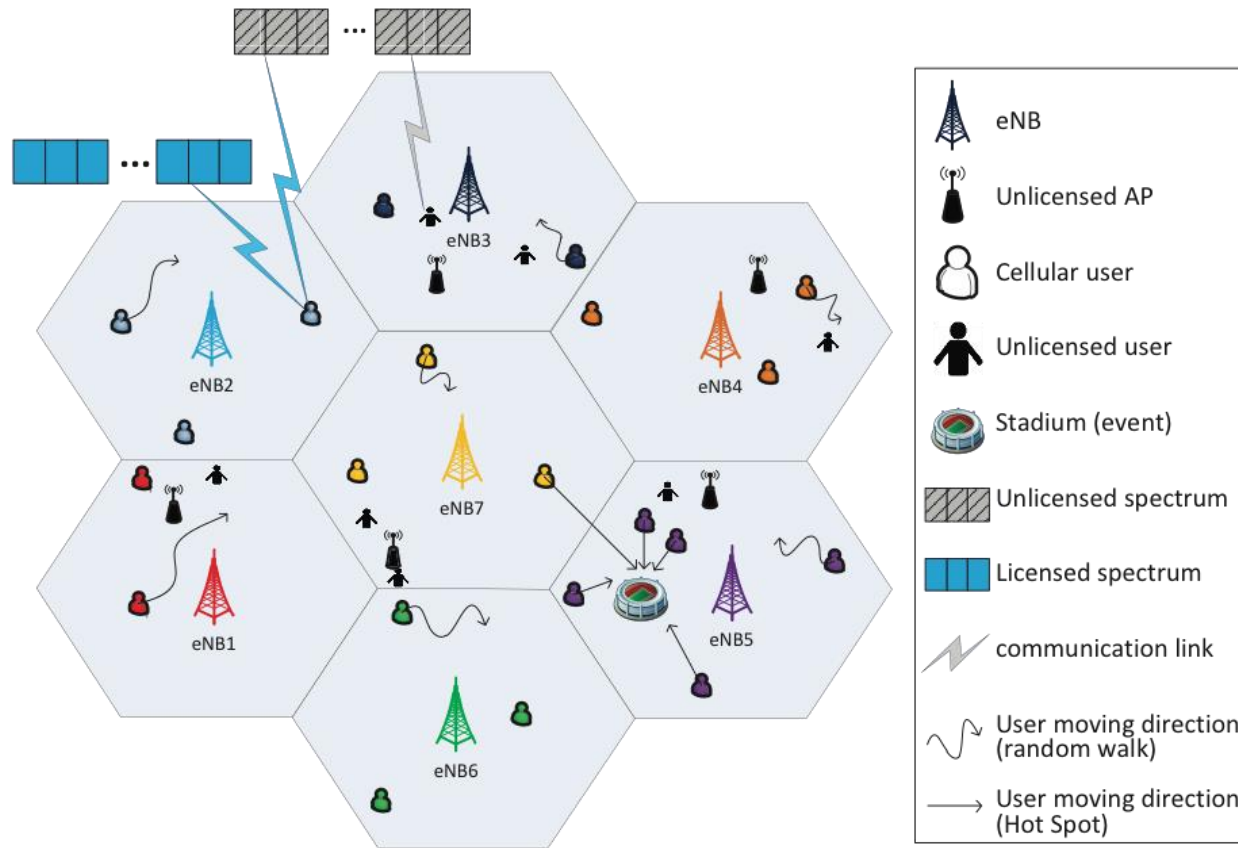 ...
...
eNB3
eNB2
eNB4
eNB7
eNB1
eNB5
eNB6
eNB
Unlicensed AP
Cellular user
Unlicensed user
Stadium (event)
Unlicensed spectrum
Licensed spectrum
communication link
User moving direction
(random walk)
User moving direction
(Hot Spot)